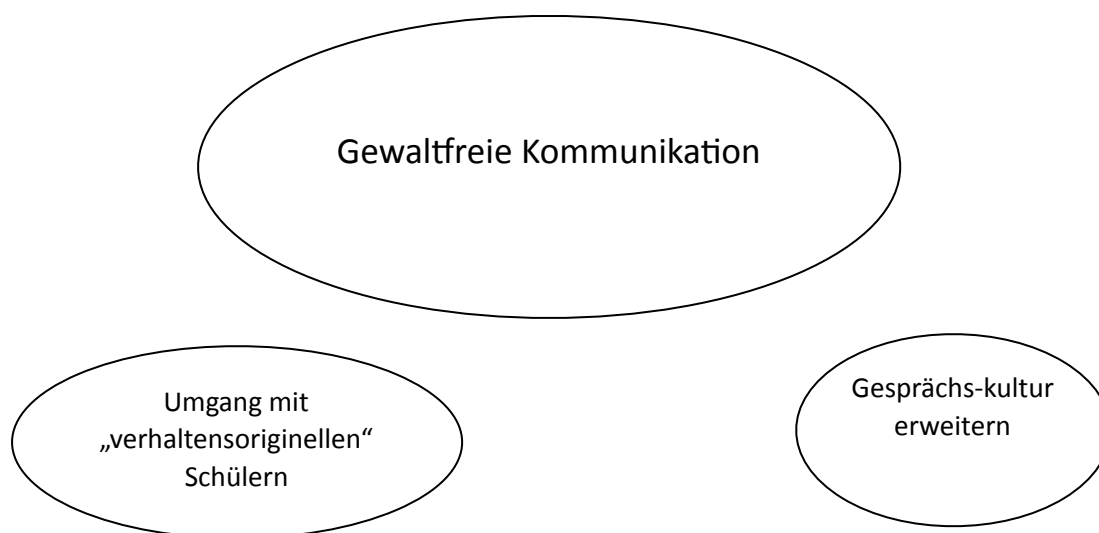 Gewaltfreie Kommunikation
Umgang mit
„verhaltensoriginellen“
Schülern
Gesprächs-kultur
erweitern